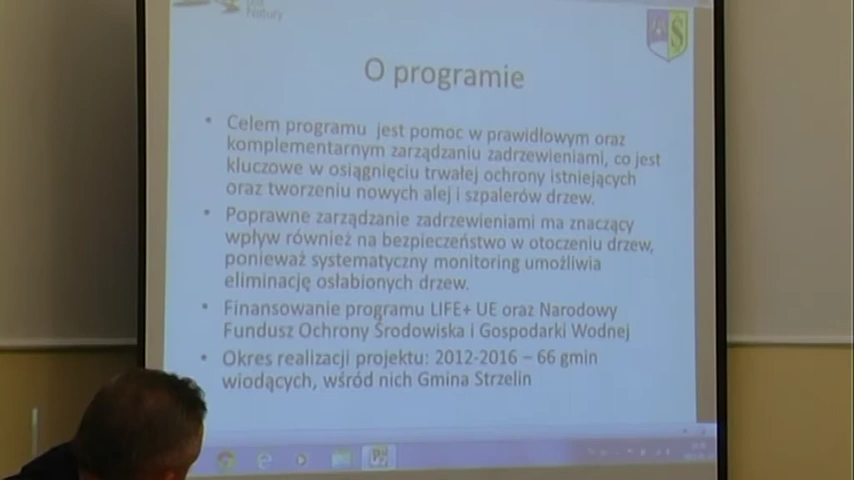 Natury
O programie
• Celem programu jest pomoc w prawidłowym oraz
komplementarnym zarządzaniu zadrzewieniami, co jest
kluczowe w osiągnięciu trwałej ochrony istniejących
oraz tworzeniu nowych alej i szpalerów drzew.
• Poprawne zarządzanie zadrzewieniami ma znaczący
wpływ również na bezpieczeństwo w otoczeniu drzew,
ponieważ systematyczny monitoring umożliwia
eliminację osłabionych drzew.
• Finansowanie programu LIFE+ UE oraz Narodowy
Fundusz Ochrony Środowiska i Gospodarki Wodnej
• Okres realizacji projektu: 2012-2016 – 66 gmin
wiodących, wśród nich Gmina Strzelin